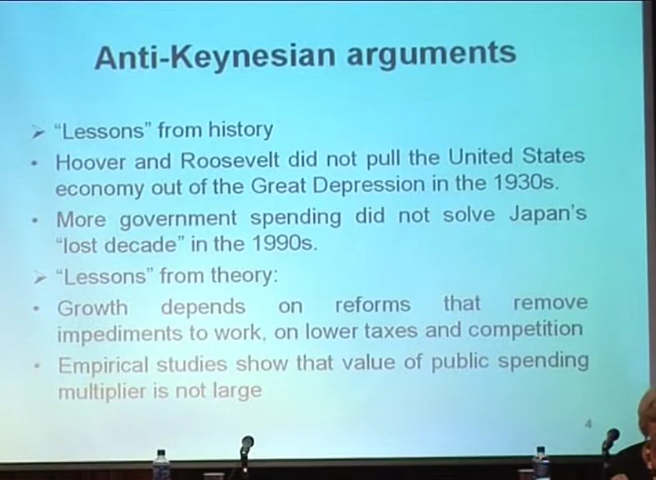 Anti-Keynesian arguments
➢ “Lessons” from history
• Hoover and Roosevelt did not pull the United States
economy out of the Great Depression in the 1930s.
• More government spending did not solve Japan’s
“lost decade” in the 1990s.
➢ “Lessons” from theory:
• Growth depends on reforms that remove
impediments to work, on lower taxes and competition
• Empirical studies show that value of public spending
multiplier is not large
4